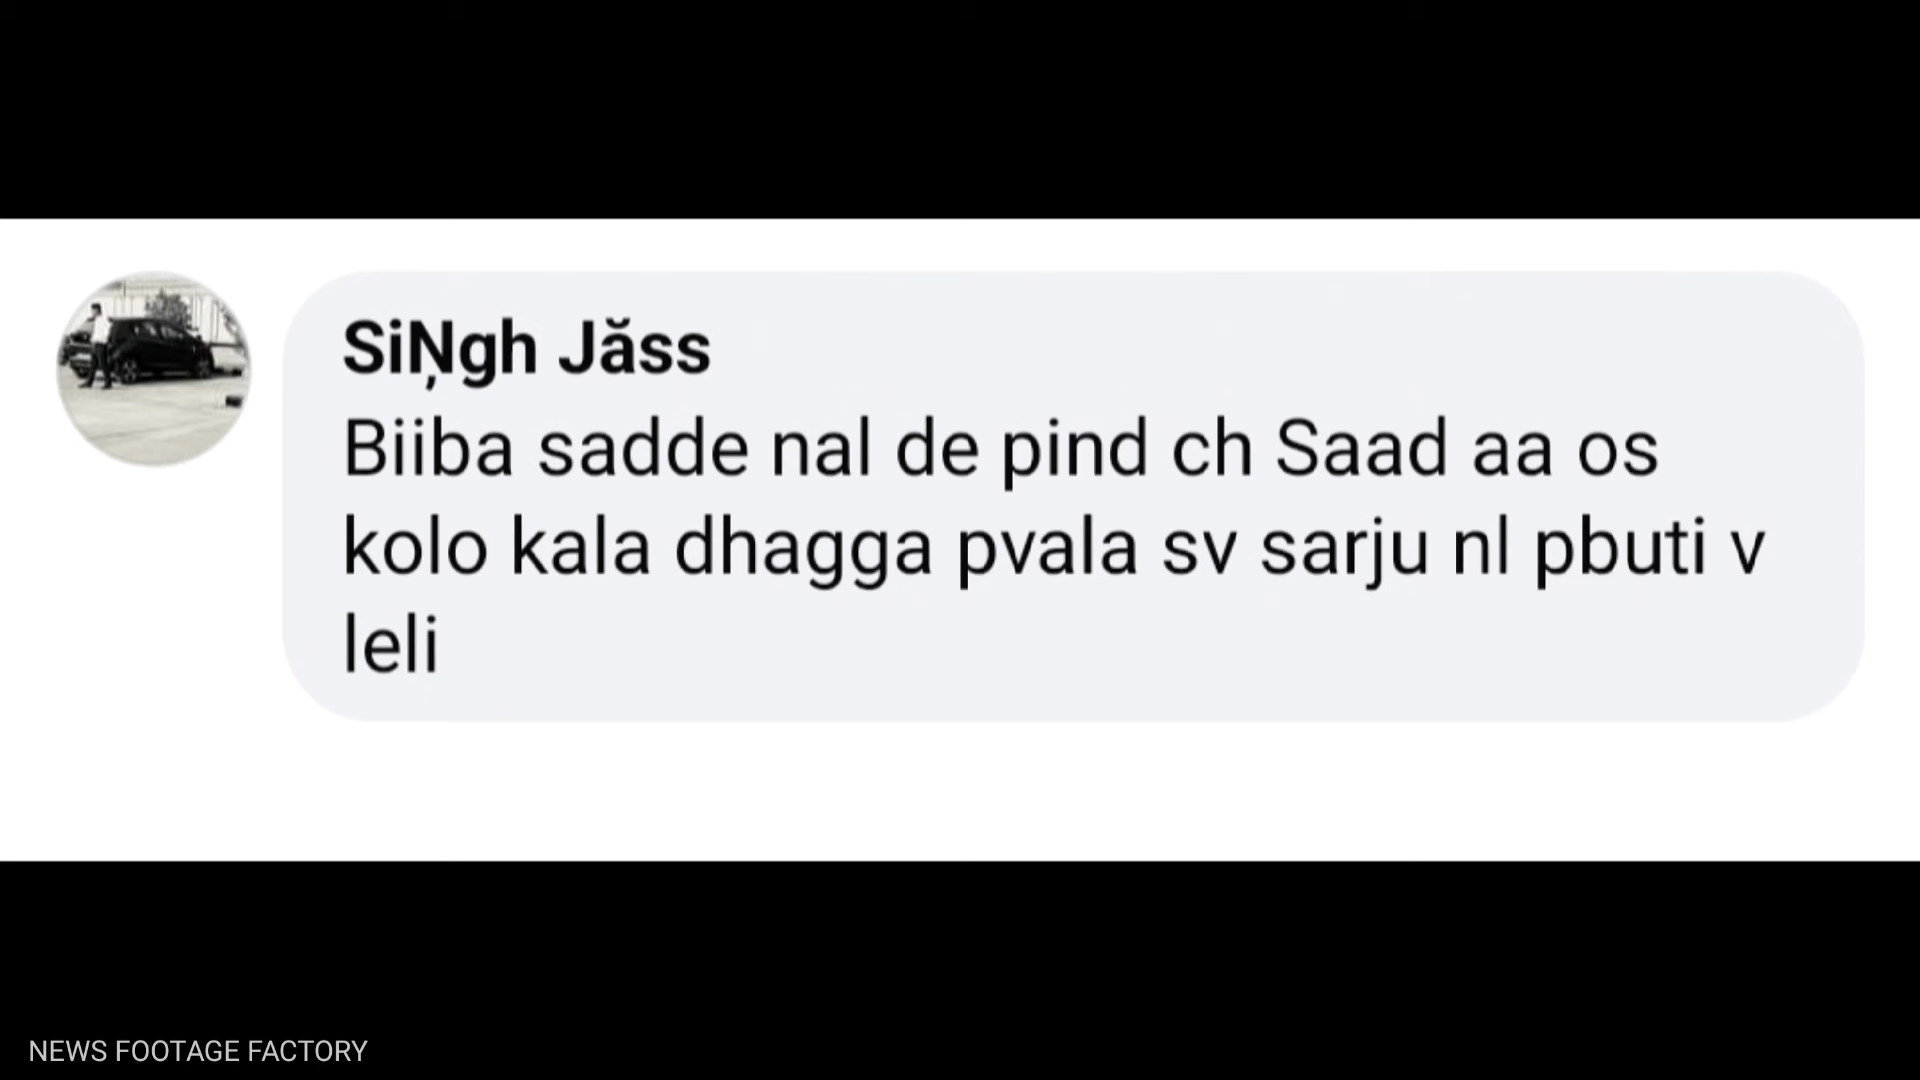 SiŅgh Jăss
Biiba sadde nal de pind ch Saad aa os
kolo kala dhagga pvala sv sarju nl pbuti v
leli
NEWS FOOTAGE FACTORY